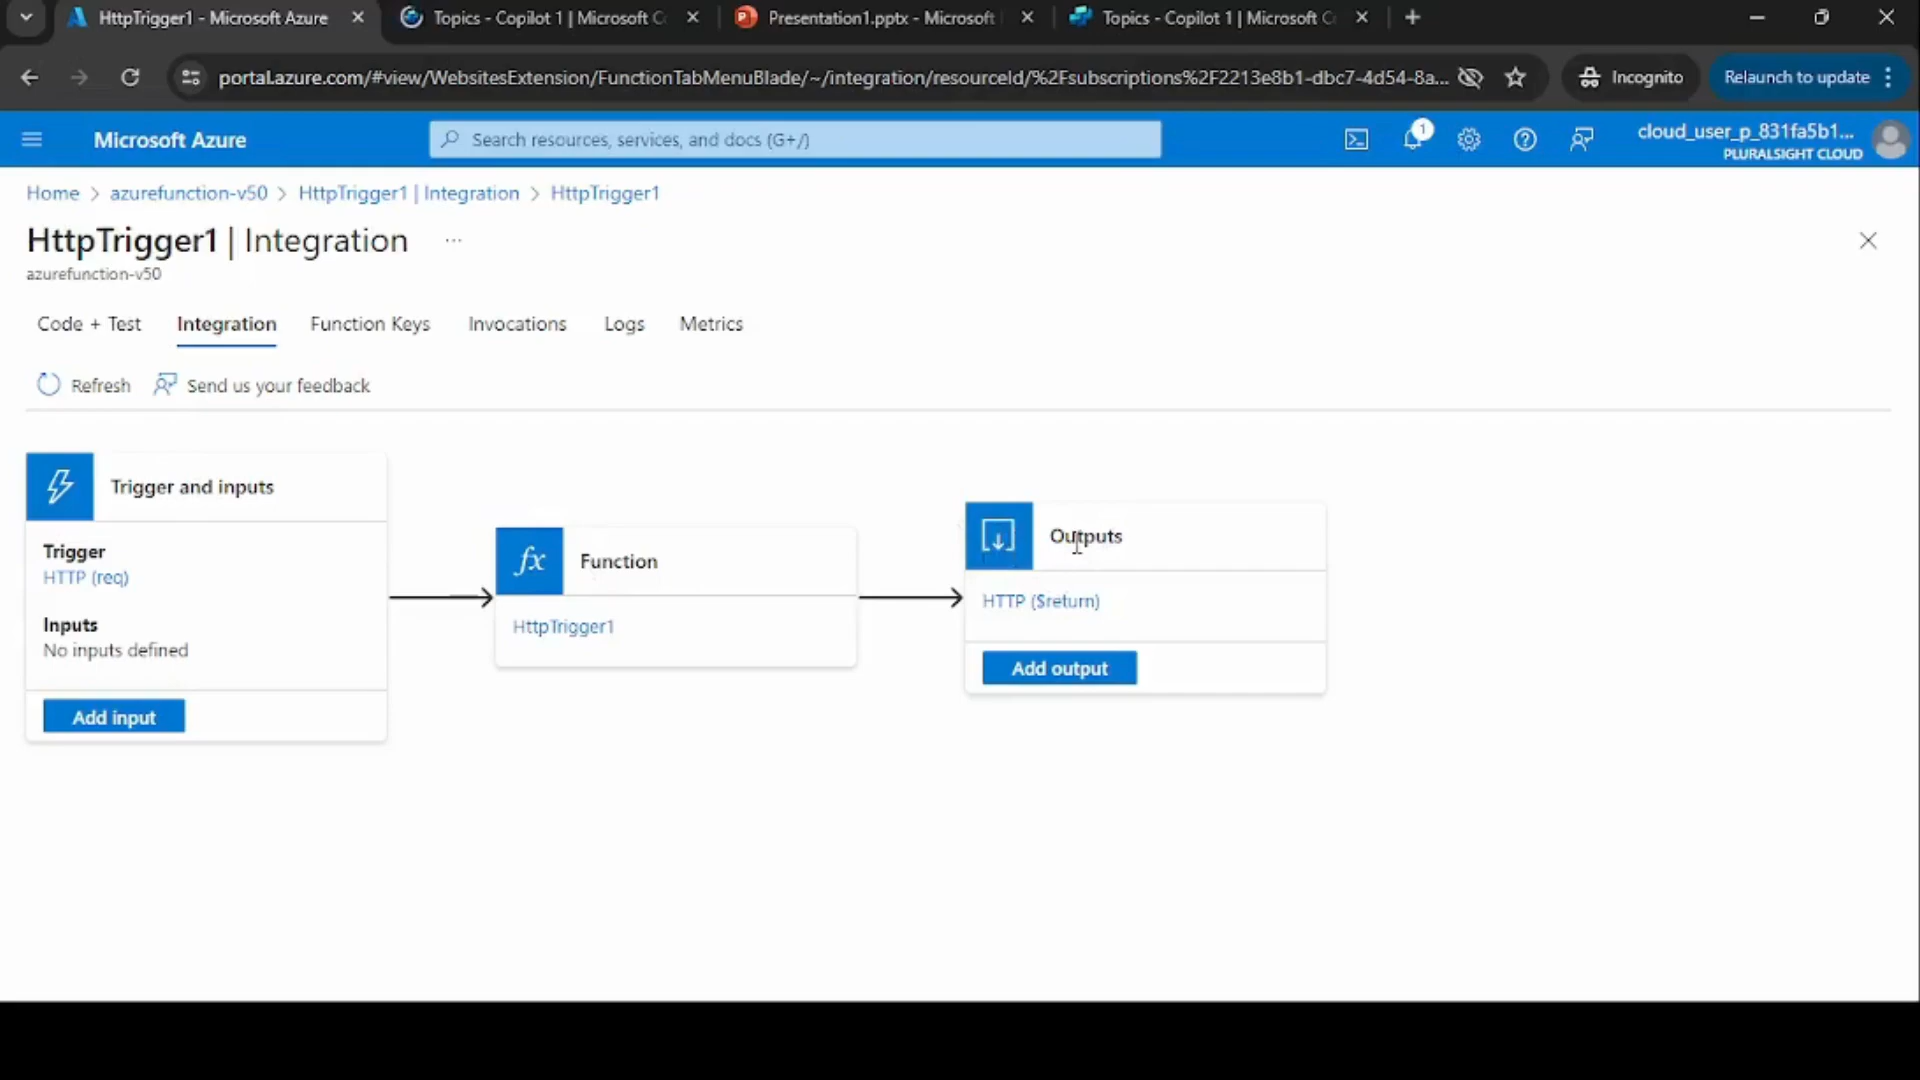 HttpTrigger1 - Microsoft Azure
Topics - Copilot 1 | Microsoft C
Presentation1.pptx - Microsoft
Topics - Copilot 1 | Microsoft C
portal.azure.com/#view/WebsitesExtension/FunctionTabMenuBlade/~/integration/resourceId/%2Fsubscriptions%2F2213e8b1-dbc7-4d54-8a...
Incognito
Relaunch to update
Microsoft Azure
Search resources, services, and docs (G+/)
1
cloud_user_p_831fa5b1...
PLURALSIGHT CLOUD
Home > azurefunction-v50 > HttpTrigger1 | Integration > HttpTrigger1
HttpTrigger1 | Integration ...
azurefunction-v50
Code + Test
Integration
Function Keys
Invocations
Logs
Metrics
Refresh
Send us your feedback
Trigger and inputs
Trigger
HTTP (req)
Inputs
No inputs defined
Add input
fx
Function
HttpTrigger1
Outputs
HTTP ($return)
Add output